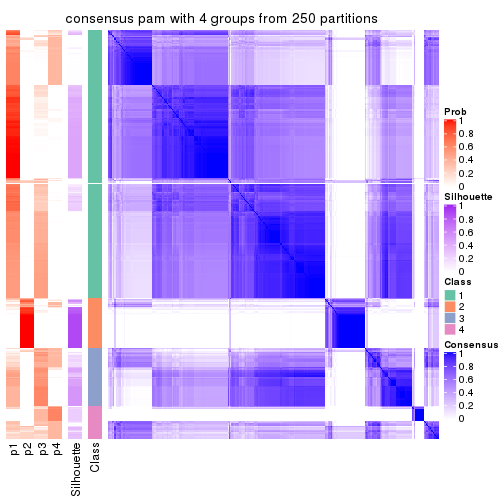 consensus pam with 4 groups from 250 partitions
Prob
1
0.8
0.6
0.4
0.2
0
Silhouette
1
0.8
0.6
0.4
0.2
0
Class
1
2
3
4
Consensus
1
0.8
0.6
0.4
0.2
0
p1
p2
p3
p4
Silhouette
Class